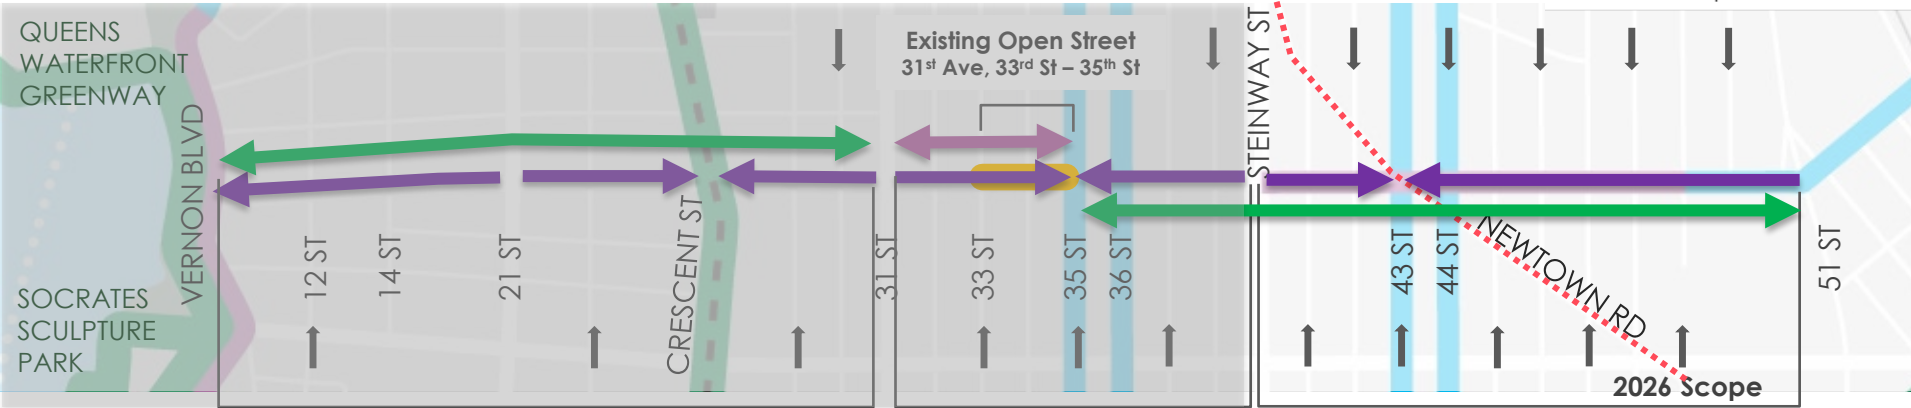 QUEENS
WATERFRONT
GREENWAY
VERNON BLVD
SOCRATES
SCULPTURE
PARK
12 ST
14 ST
21 ST
CRESCENT ST
31 ST
Existing Open Street
31st Ave, 33rd St – 35th St
33 ST
35 ST
36 ST
STEINWAY ST
43 ST
44 ST
NEWTOWN RD
51 ST
2026 Scope